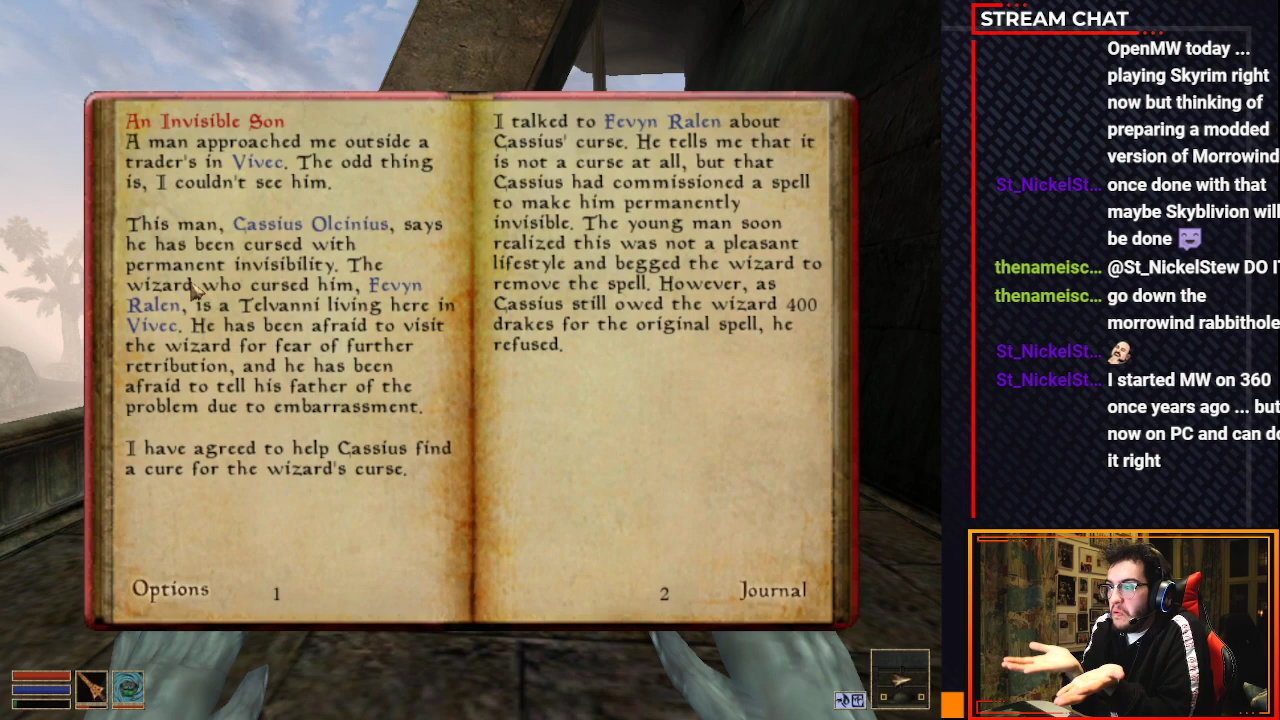 An Invisible Son
A man approached me outside a
trader's in Vivec. The odd thing
is, I couldn't see him.
This man, Cassius Olcinius, says
he has been cursed with
permanent invisibility. The
wizard who cursed him, Fevyn
Ralen, is a Telvanni living here in
Vivec. He has been afraid to visit
the wizard for fear of further
retribution, and he has been
afraid to tell his father of the
problem due to embarrassment.
I have agreed to help Cassius find
a cure for the wizard's curse.
Options
1
I talked to Fevyn Ralen about
Cassius' curse. He tells me that it
is not a curse at all, but that
Cassius had commissioned a spell
to make him permanently
invisible. The young man soon
realized this was not a pleasant
lifestyle and begged the wizard to
remove the spell. However, as
Cassius still owed the wizard 400
drakes for the original spell, he
refused.
2
Journal
STREAM CHAT
OpenMW today ...
playing Skyrim right
now but thinking of
preparing a modded
version of Morrowind
St_NickelSt... once done with that
maybe Skyblivion will
be done
thenameisc... @St_NickelStew DO IT
thenameisc... go down the
morrowind rabbithole
St_NickelSt...
St_NickelSt... I started MW on 360
once years ago ... but
now on PC and can do
it right